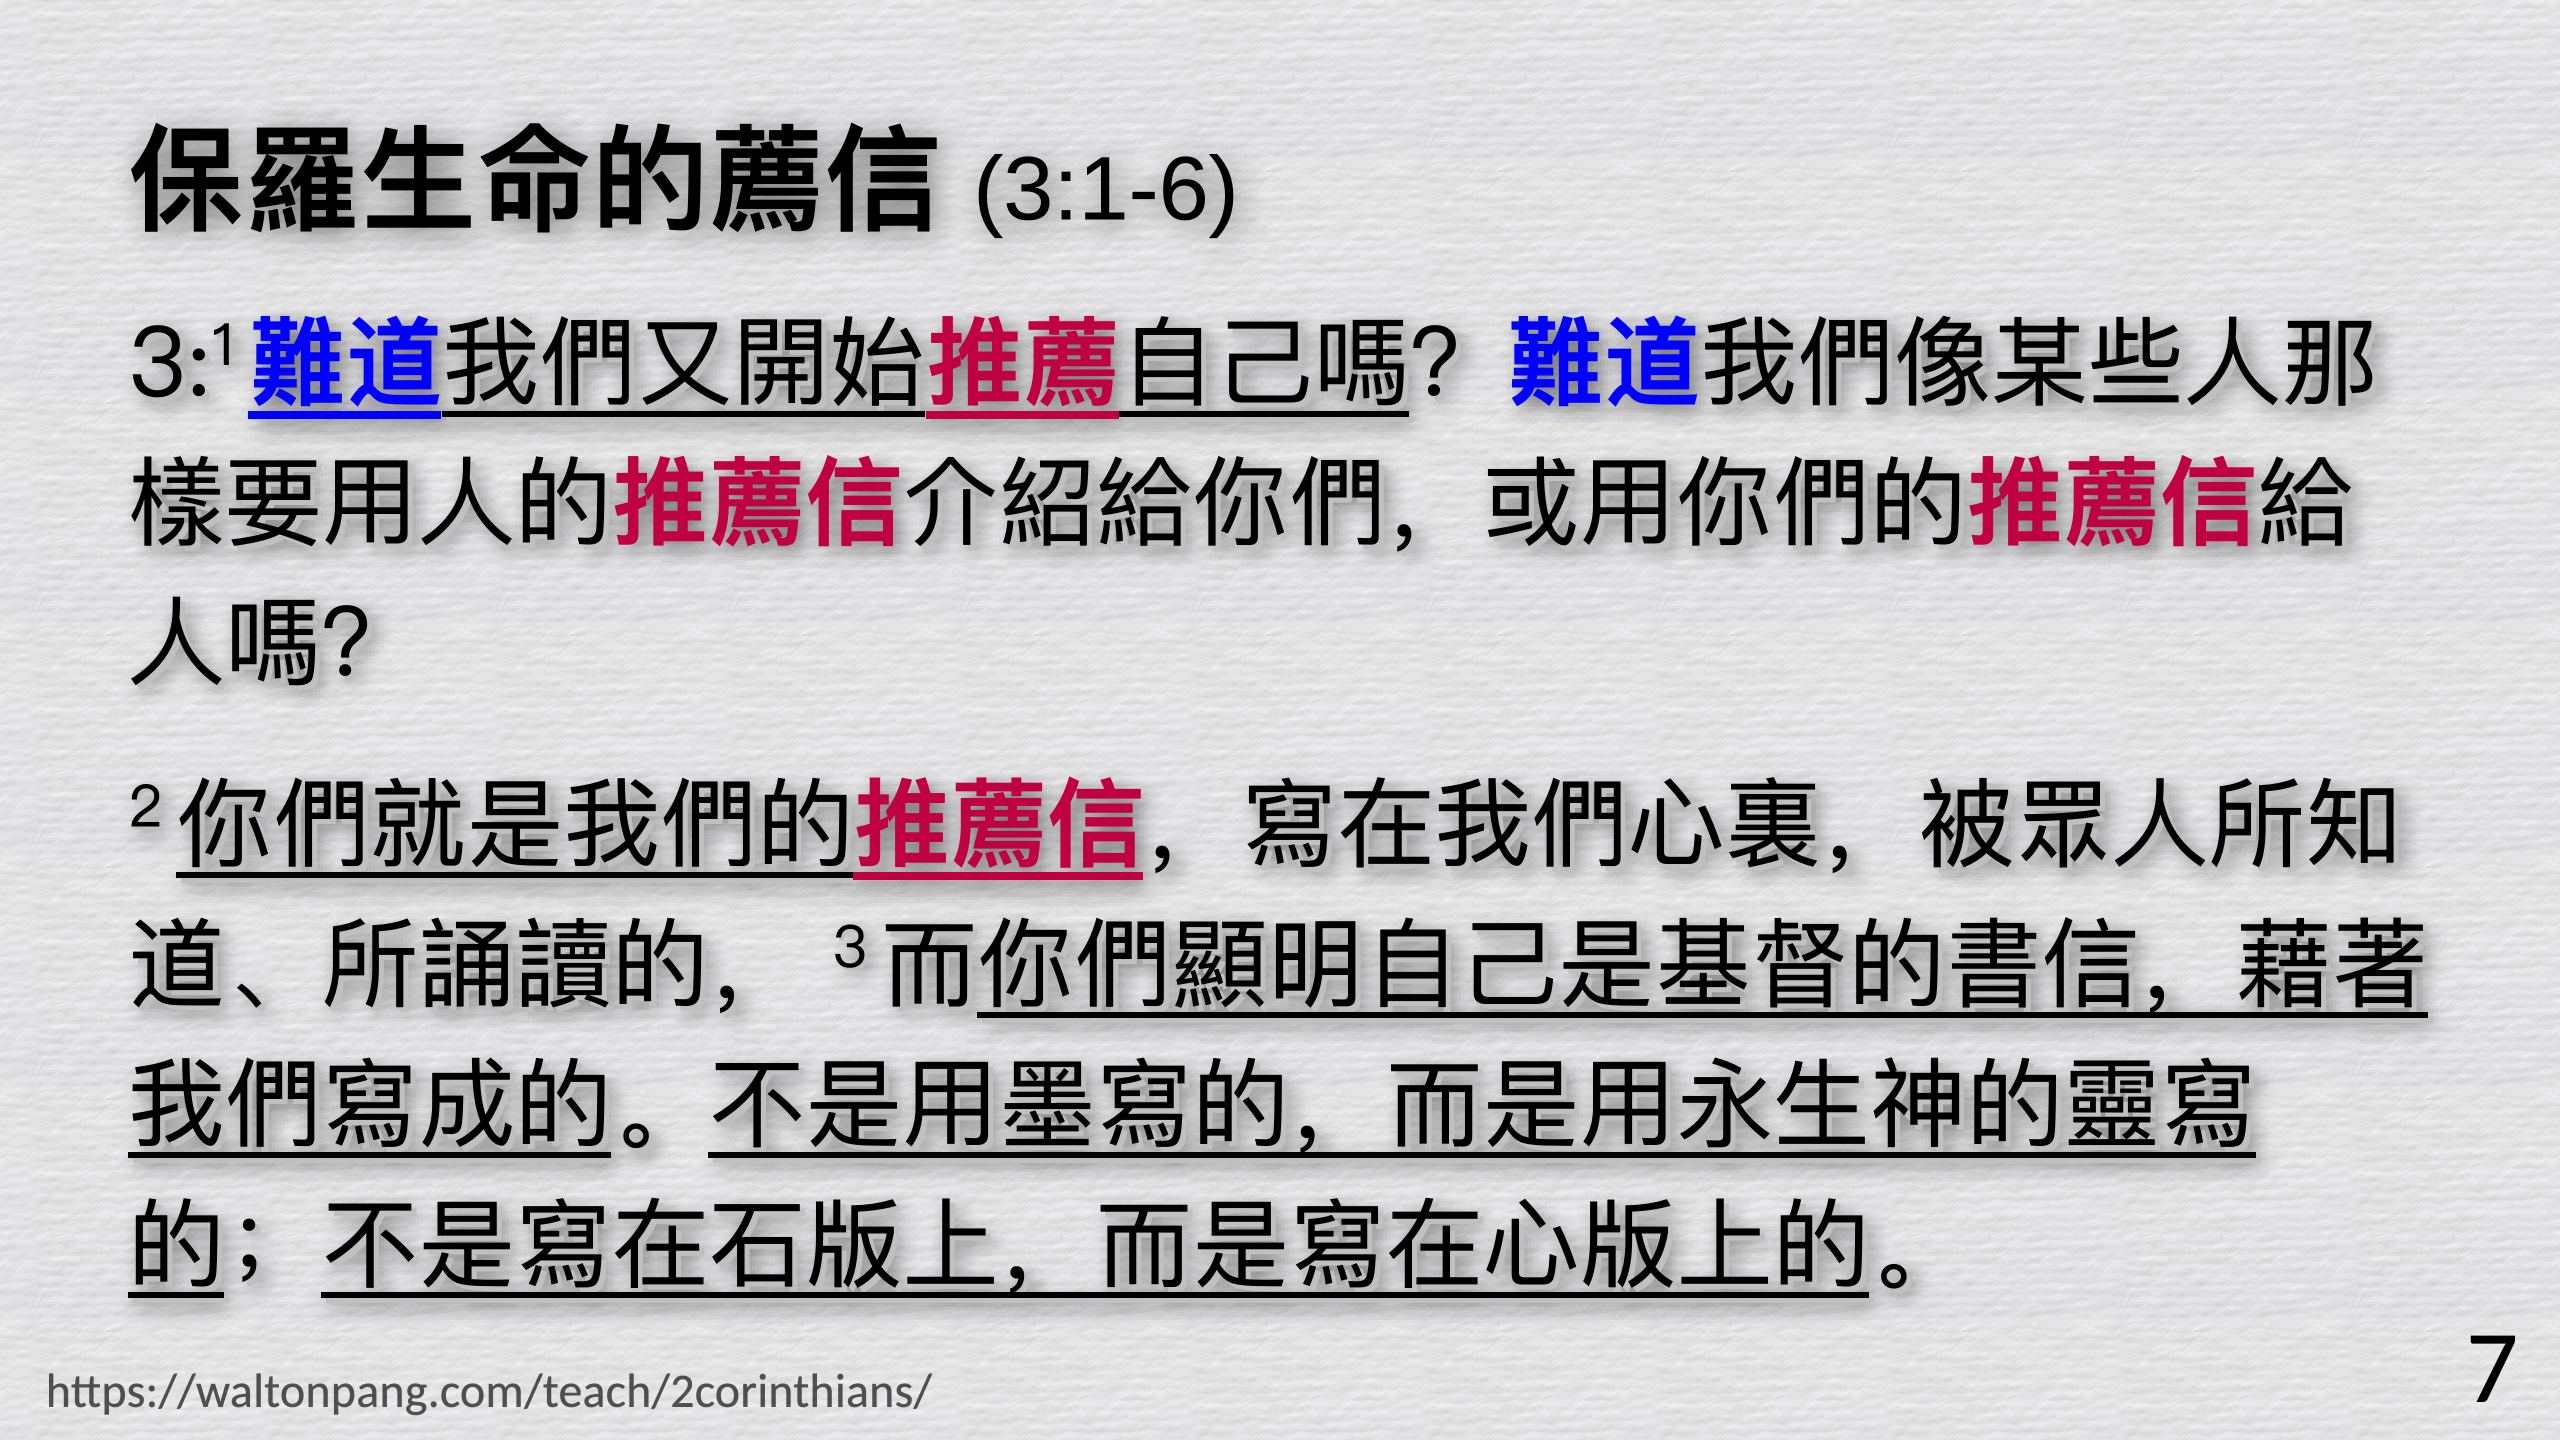 保羅生命的薦信 (3:1-6)
3:1 難道我們又開始推薦自己嗎？難道我們像某些人那
樣要用人的推薦信介紹給你們，或用你們的推薦信給
人嗎？
2 你們就是我們的推薦信，寫在我們心裏，被眾人所知
道、所誦讀的，3 而你們顯明自己是基督的書信，藉著
我們寫成的。不是用墨寫的，而是用永生神的靈寫
的；不是寫在石版上，而是寫在心版上的。
https://waltonpang.com/teach/2corinthians/
7